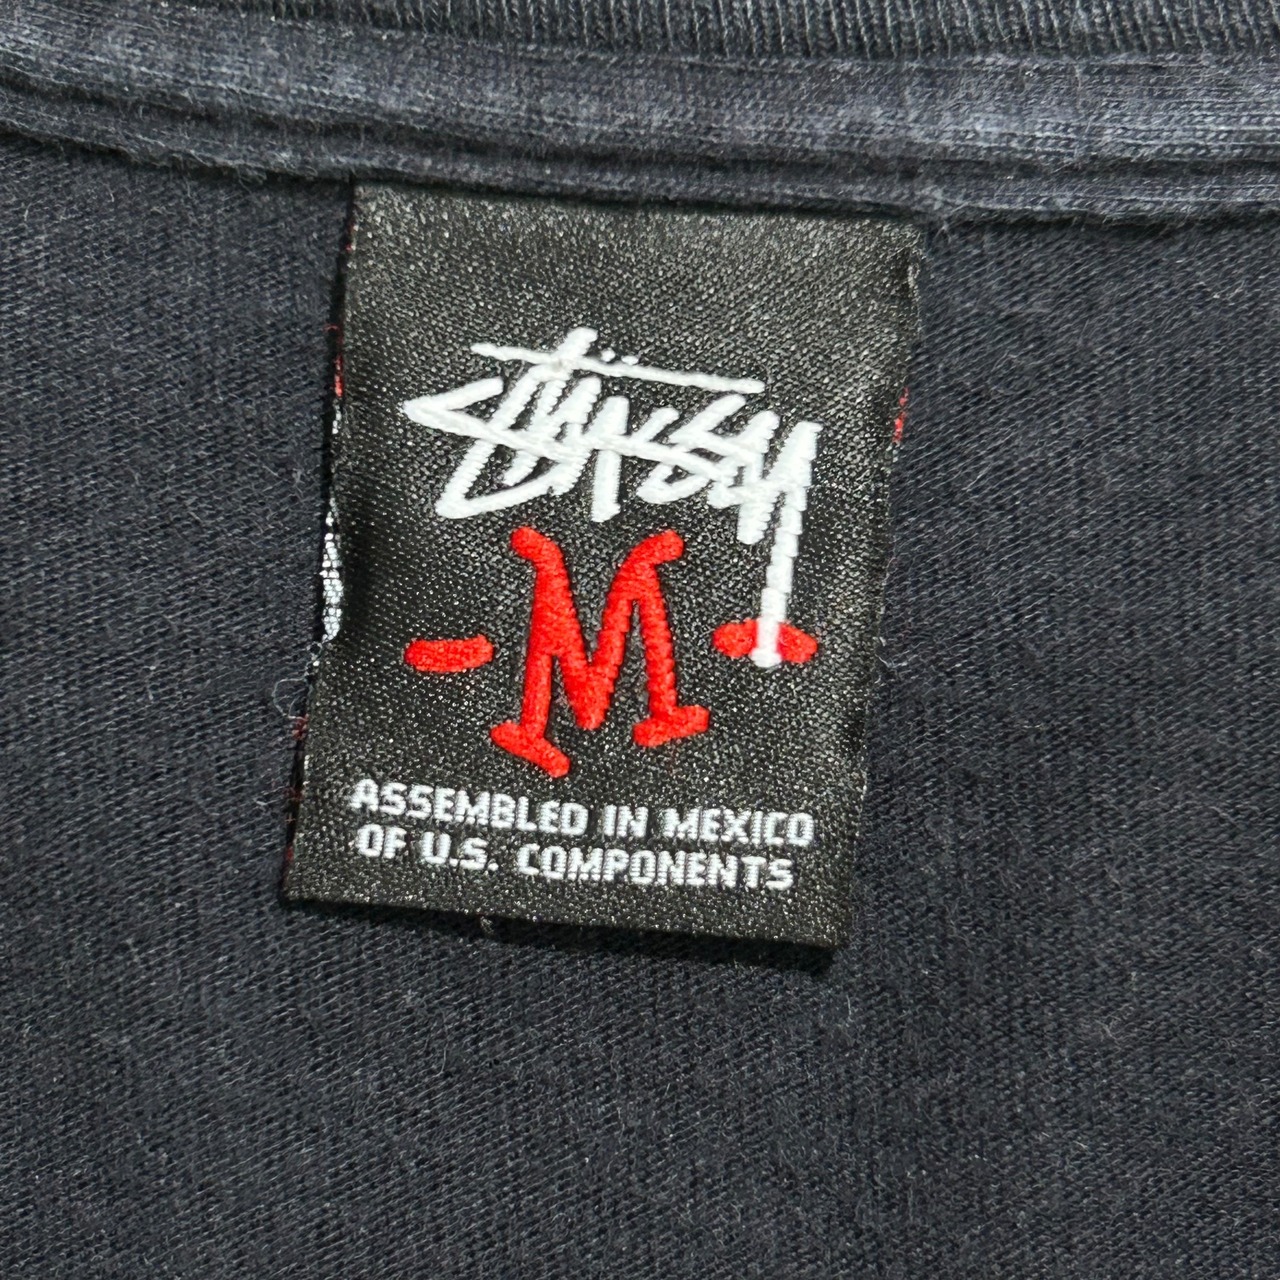 Stüssy
- M -
ASSEMBLED IN MEXICO
OF U.S. COMPONENTS